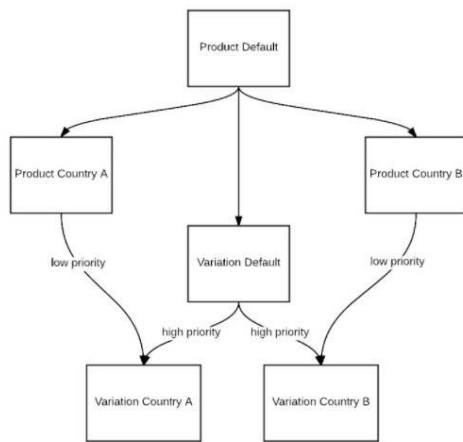 Product Default
Product Country A
Product Country B
Variation Default
low priority
low priority
high priority
high priority
Variation Country A
Variation Country B